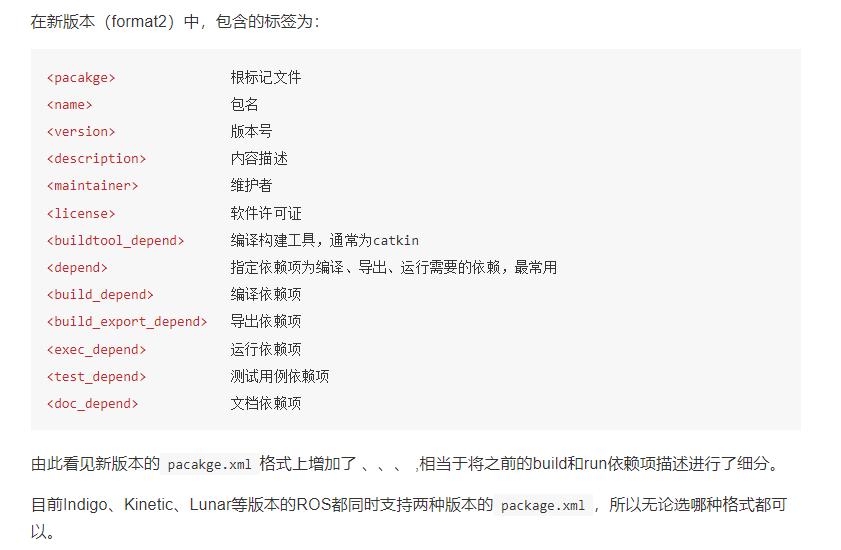 在新版本（format2）中，包含的标签为：
<pacakge> 根标记文件
<name> 包名
<version> 版本号
<description> 内容描述
<maintainer> 维护者
<license> 软件许可证
<buildtool_depend> 编译构建工具，通常为catkin
<depend> 指定依赖项为编译、导出、运行需要的依赖，最常用
<build_depend> 编译依赖项
<build_export_depend> 导出依赖项
<exec_depend> 运行依赖项
<test_depend> 测试用例依赖项
<doc_depend> 文档依赖项
由此看见新版本的 pacakge.xml 格式上增加了 、、、 ,相当于将之前的build和run依赖项描述进行了细分。
目前Indigo、Kinetic、Lunar等版本的ROS都同时支持两种版本的 package.xml ，所以无论选哪种格式都可
以。